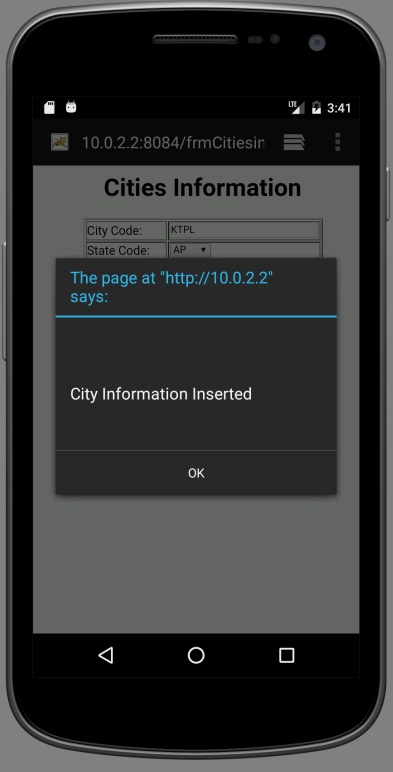 LTE 3:41
10.0.2.2:8084/frmCitiesin
Cities Information
City Code: KTPL
State Code: AP
The page at "http://10.0.2.2"
says:
City Information Inserted
OK